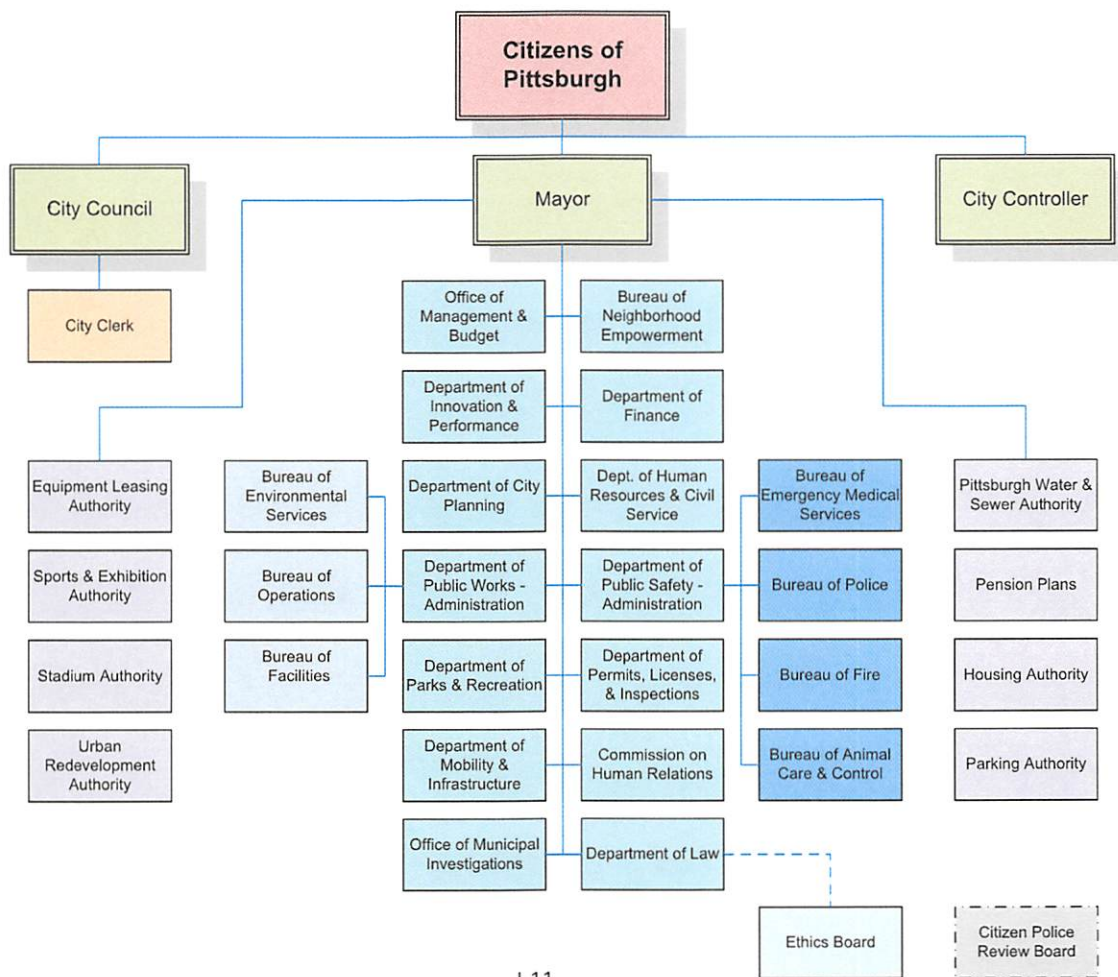 Citizens of
Pittsburgh
City Council
Mayor
City Controller
City Clerk
Office of
Management &
Budget
Bureau of
Neighborhood
Empowerment
Department of
Innovation &
Performance
Department of
Finance
Equipment Leasing
Authority
Bureau of
Environmental
Services
Department of City
Planning
Dept. of Human
Resources & Civil
Service
Bureau of
Emergency Medical
Services
Pittsburgh Water &
Sewer Authority
Sports & Exhibition
Authority
Bureau of
Operations
Department of
Public Works -
Administration
Department of
Public Safety -
Administration
Bureau of Police
Pension Plans
Stadium Authority
Bureau of
Facilities
Department of
Parks & Recreation
Department of
Permits, Licenses,
& Inspections
Bureau of Fire
Housing Authority
Urban
Redevelopment
Authority
Department of
Mobility &
Infrastructure
Commission on
Human Relations
Bureau of Animal
Care & Control
Parking Authority
Office of Municipal
Investigations
Department of Law
Ethics Board
Citizen Police
Review Board